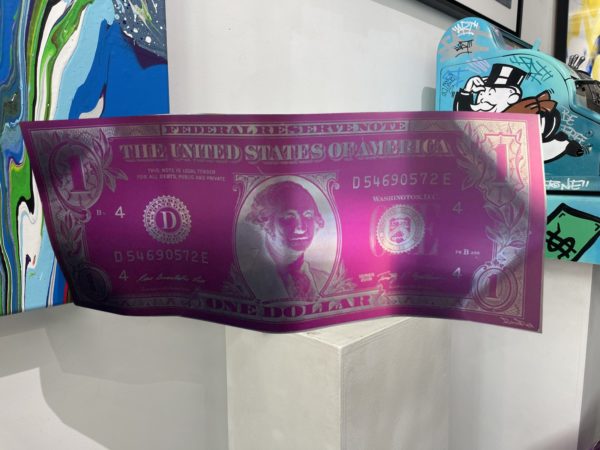 FEDERAL RESERVE NOTE
THE UNITED STATES OF AMERICA
THIS NOTE IS LEGAL TENDER
FOR ALL DEBTS, PUBLIC AND PRIVATE
1
1
D 54690572 E
WASHINGTON, D.C.
4
D
4
D 54690572 E
4
4
1
1
ONE DOLLAR